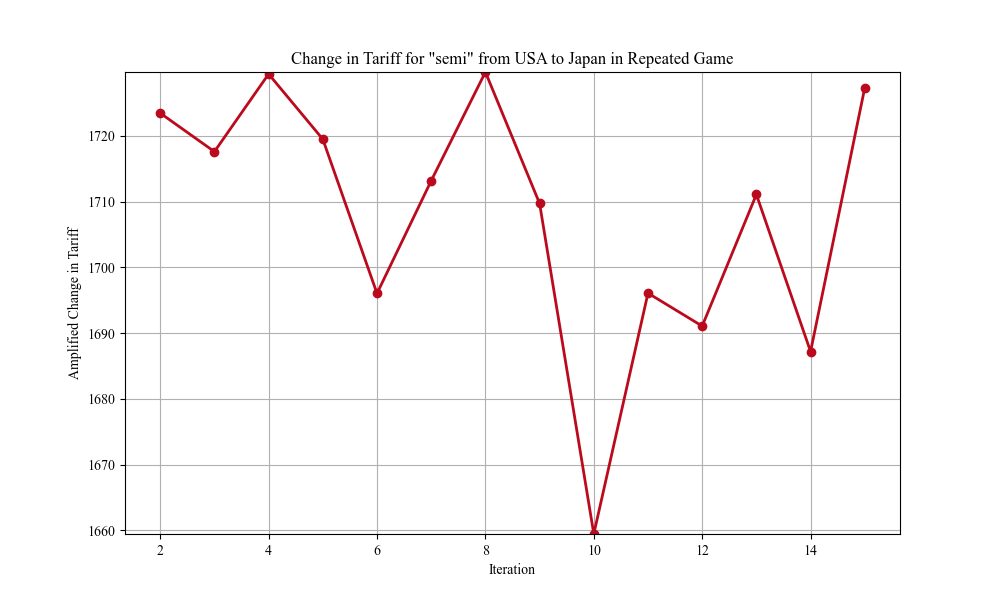 Change in Tariff for "semi" from USA to Japan in Repeated Game
Amplified Change in Tariff
1720
1710
1700
1690
1680
1670
1660
2 4 6 8 10 12 14
Iteration